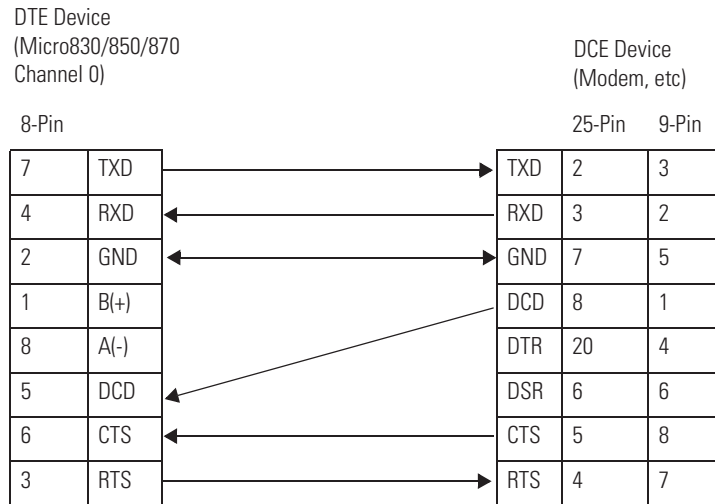 DTE Device
(Micro830/850/870
Channel 0)
DCE Device
(Modem, etc)
8-Pin
25-Pin 9-Pin
7 TXD TXD 2 3
4 RXD RXD 3 2
2 GND GND 7 5
1 B(+) DCD 8 1
8 A(-) DTR 20 4
5 DCD DSR 6 6
6 CTS CTS 5 8
3 RTS RTS 4 7